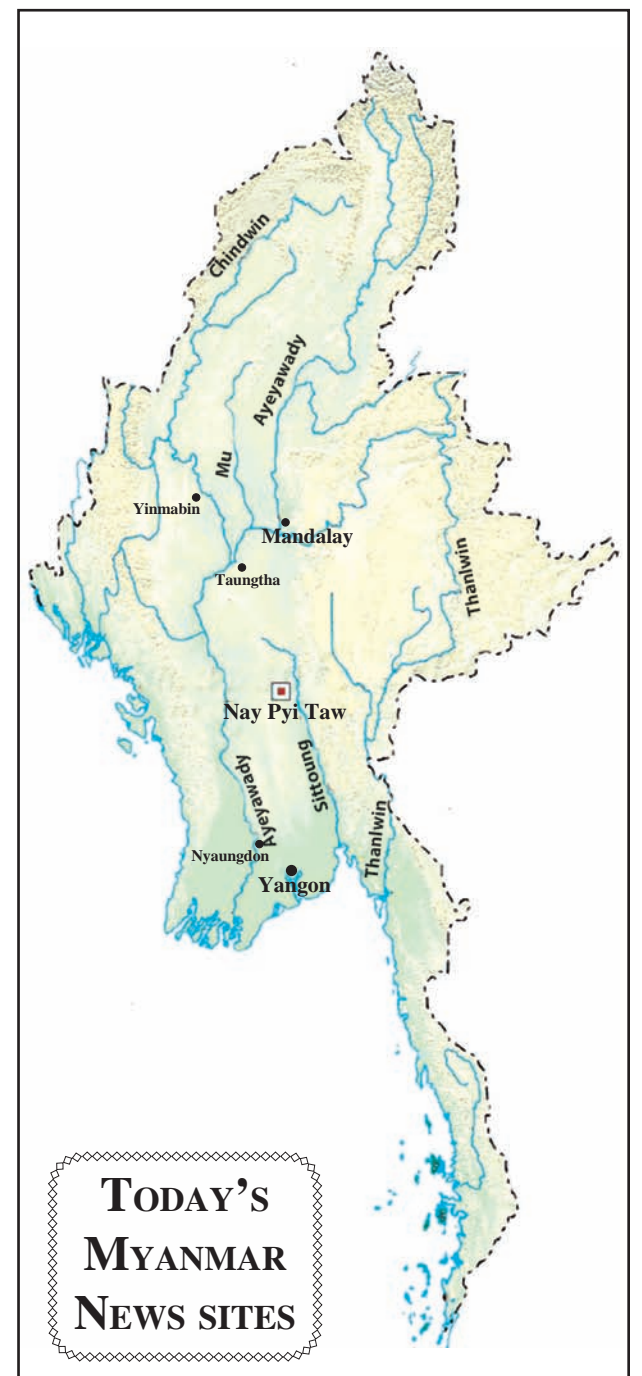 Chindwin
Ayeyawady
Mu
Yinmabin
Mandalay
Taungtha
Thanlwin
Nay Pyi Taw
Sittoung
Ayeyawady
Thanlwin
Nyaungdon
Yangon
TODAY'S
MYANMAR
NEWS SITES